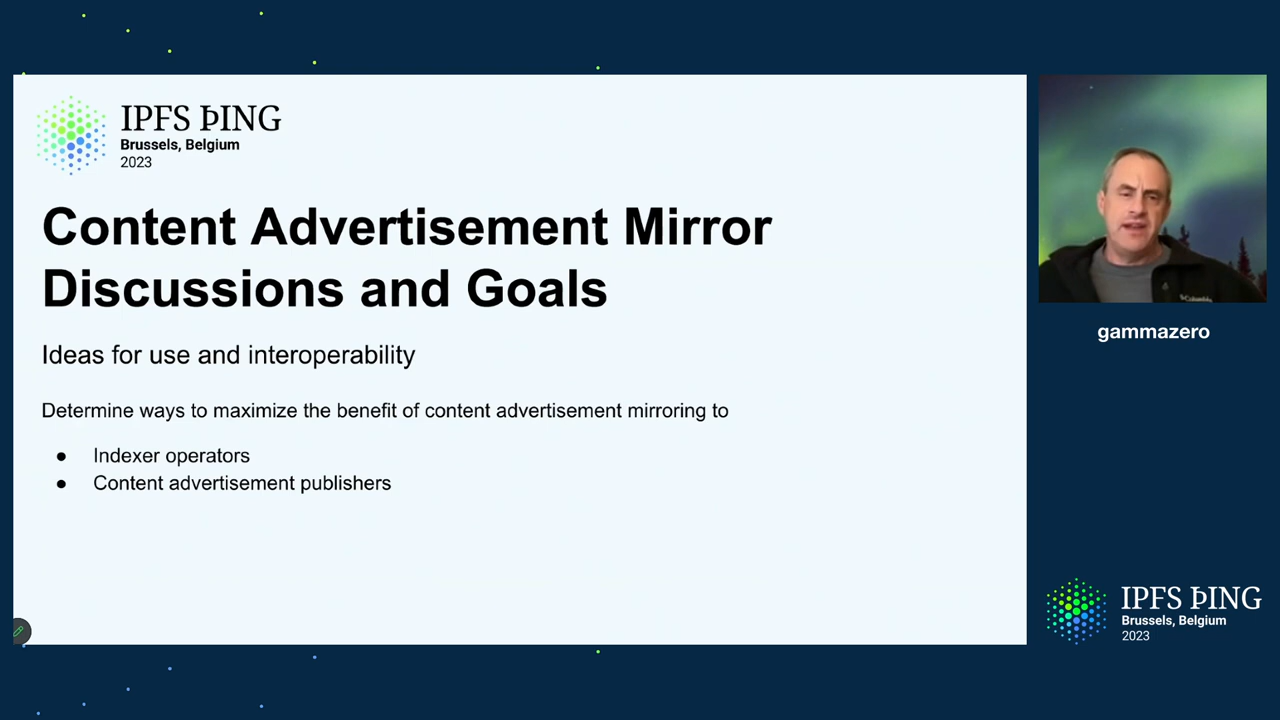 IPFS ÞING
Brussels, Belgium
2023
Content Advertisement Mirror
Discussions and Goals
Ideas for use and interoperability
Determine ways to maximize the benefit of content advertisement mirroring to
● Indexer operators
● Content advertisement publishers
Columbia
gammazero
IPFS ÞING
Brussels, Belgium
2023